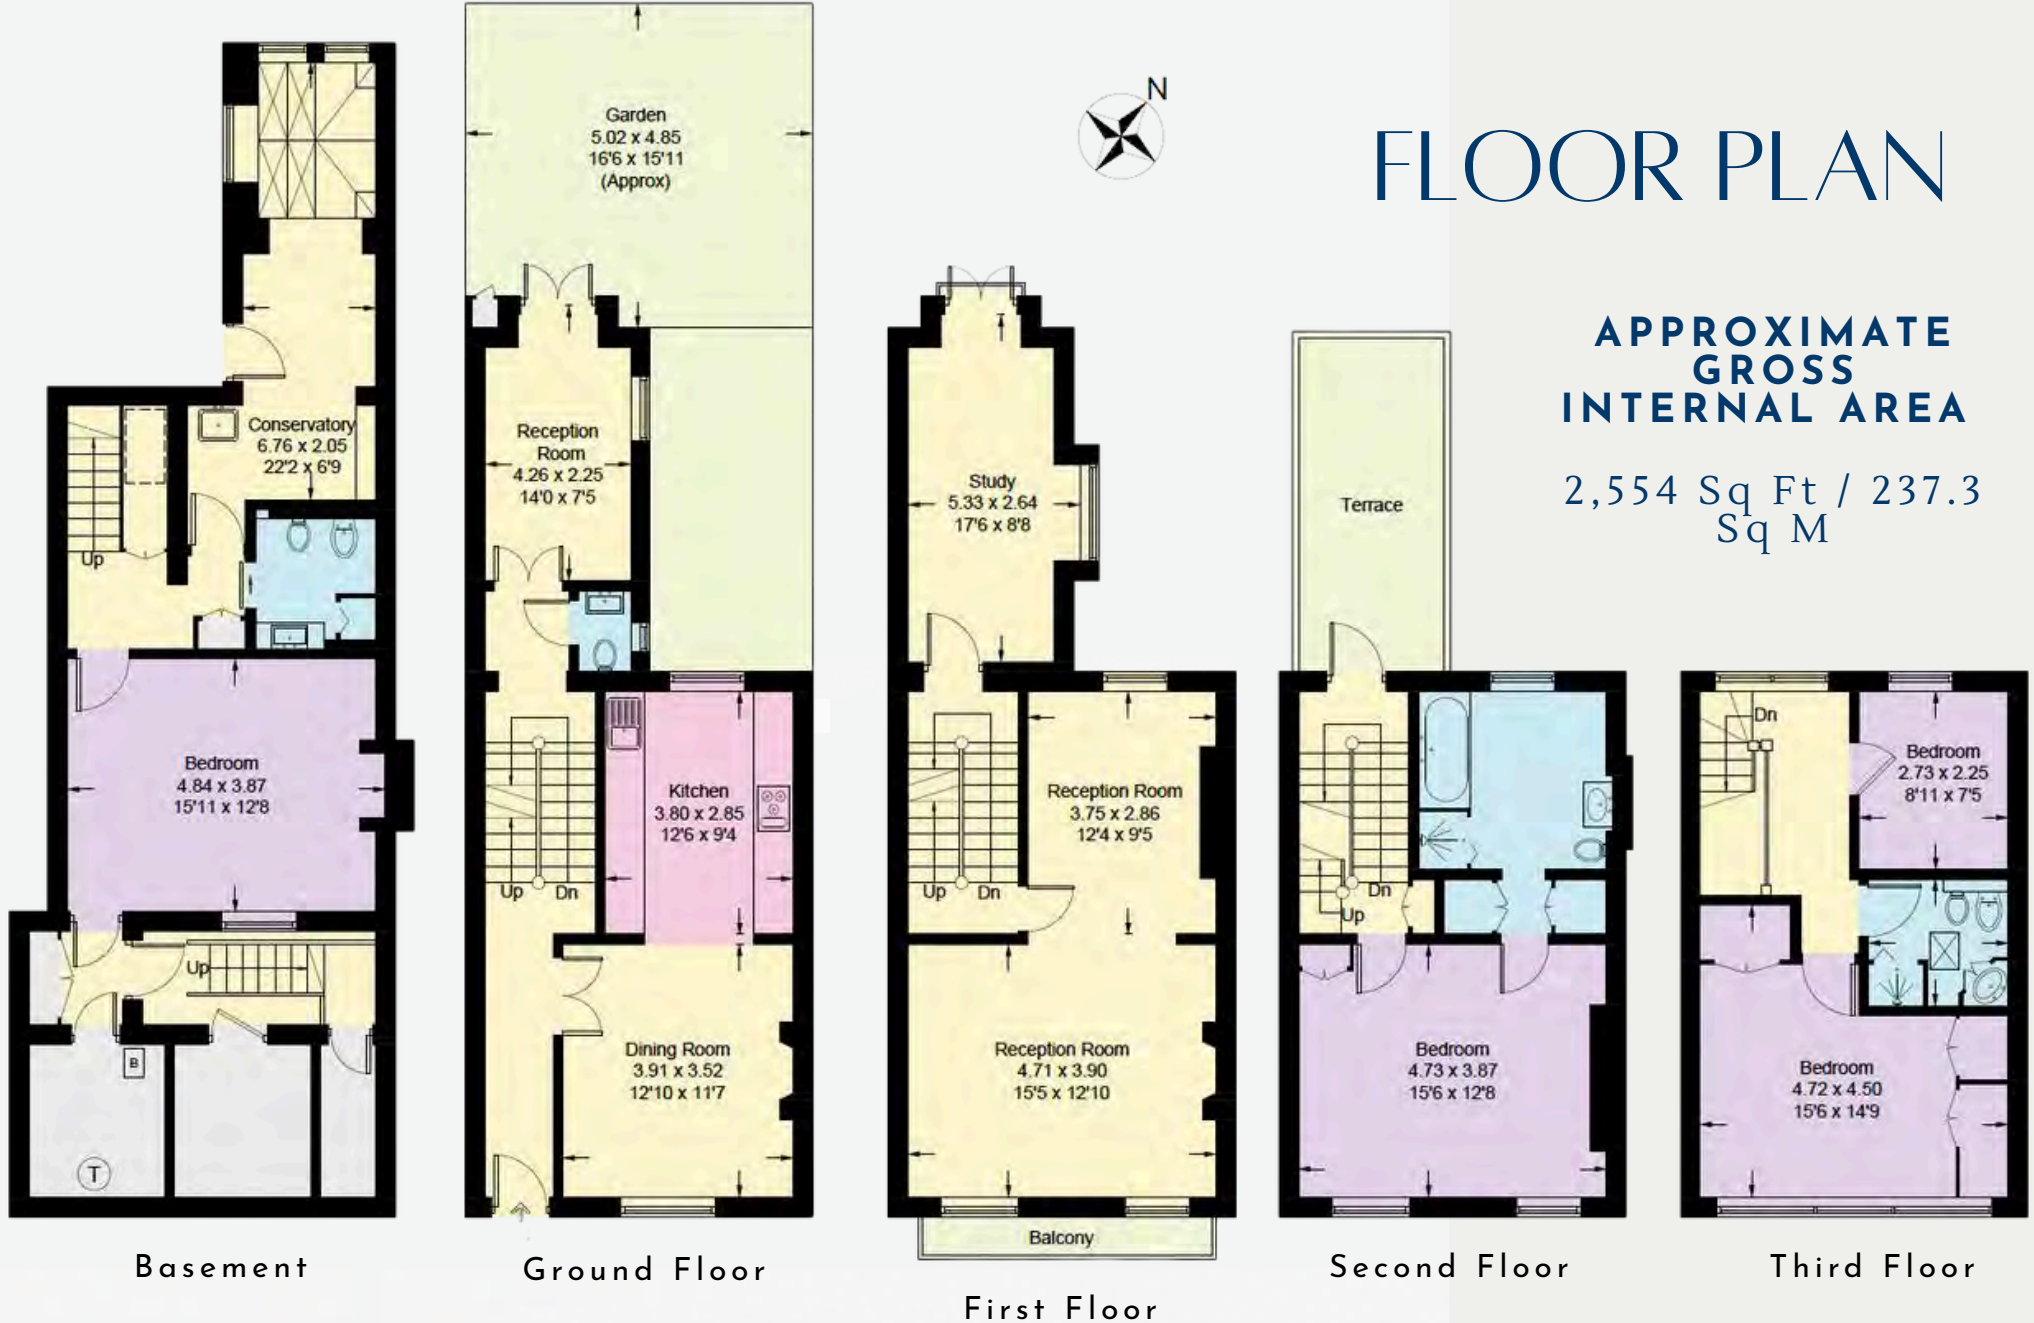 FLOOR PLAN
APPROXIMATE
GROSS
INTERNAL AREA
2,554 Sq Ft / 237.3
Sq M
N
Conservatory
6.76 x 2.05
22'2 x 6'9
Up
Bedroom
4.84 x 3.87
15'11 x 12'8
Up
B
T
Basement
Garden
5.02 x 4.85
16'6 x 15'11
(Approx)
Reception
Room
4.26 x 2.25
14'0 x 7'5
Kitchen
3.80 x 2.85
12'6 x 9'4
Up
Dn
Dining Room
3.91 x 3.52
12'10 x 11'7
Ground Floor
Study
5.33 x 2.64
17'6 x 8'8
Reception Room
3.75 x 2.86
12'4 x 9'5
Up
Dn
Reception Room
4.71 x 3.90
15'5 x 12'10
Balcony
First Floor
Terrace
Dn
Up
Bedroom
4.73 x 3.87
15'6 x 12'8
Second Floor
Dn
Bedroom
2.73 x 2.25
8'11 x 7'5
Bedroom
4.72 x 4.50
15'6 x 14'9
Third Floor